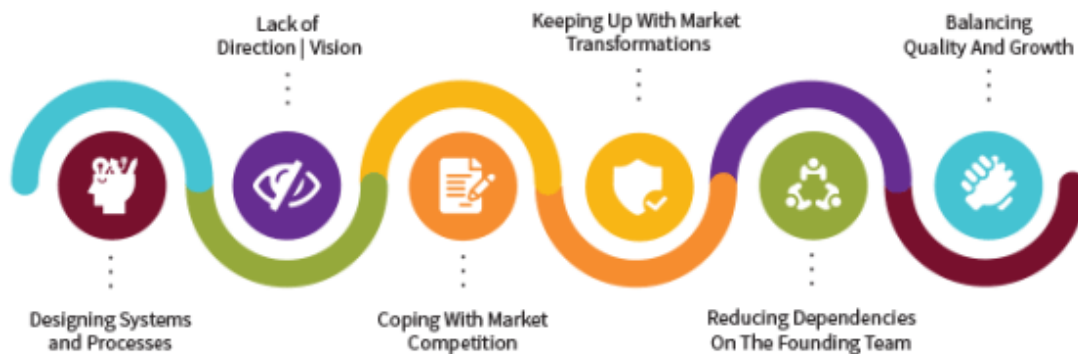 Designing Systems
and Processes
Lack of
Direction | Vision
Coping With Market
Competition
Keeping Up With Market
Transformations
Reducing Dependencies
On The Founding Team
Balancing
Quality And Growth